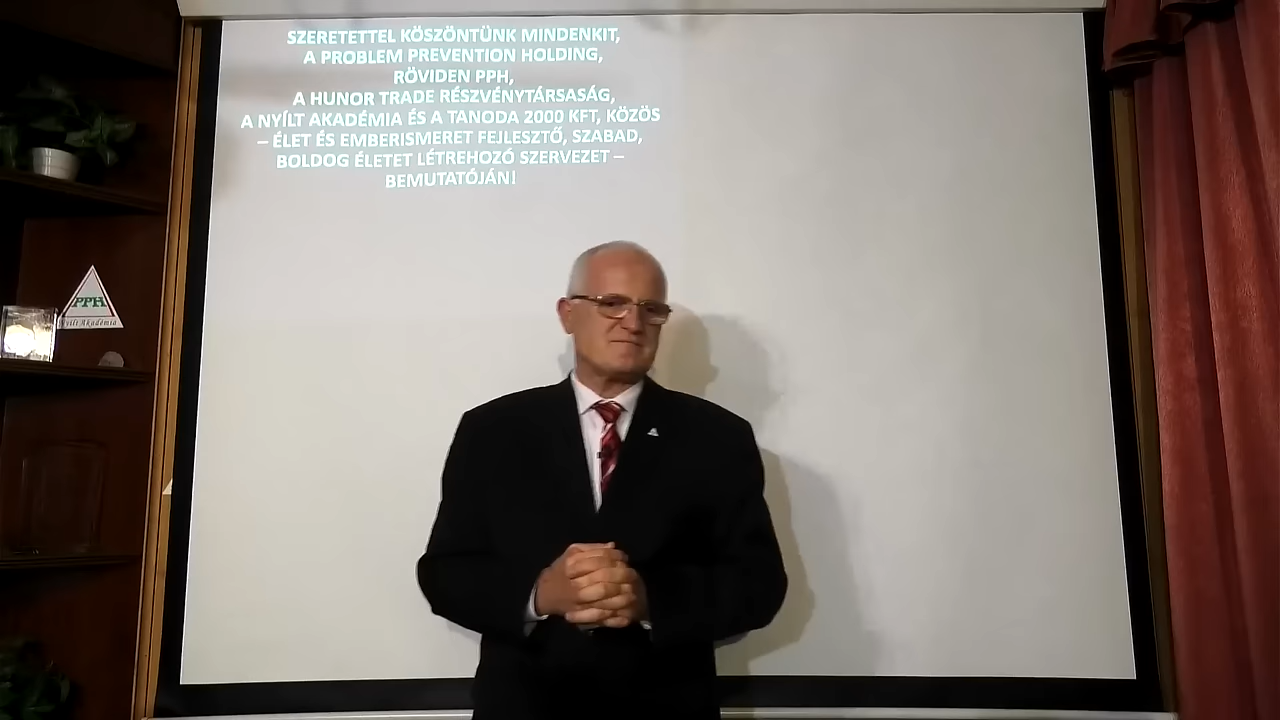 SZERETETTEL KÖSZÖNTÜNK MINDENKIT,
A PROBLEM PREVENTION HOLDING,
RÖVIDEN PPH,
A HUNOR TRADE RÉSZVÉNYTÁRSASÁG,
A NYÍLT AKADÉMIA ÉS A TANODA 2000 KFT, KÖZÖS
– ÉLET ÉS EMBERISMERET FEJLESZTŐ, SZABAD,
BOLDOG ÉLETET LÉTREHOZÓ SZERVEZET –
BEMUTATÓJÁN!
PPH
Nyílt Akadémia